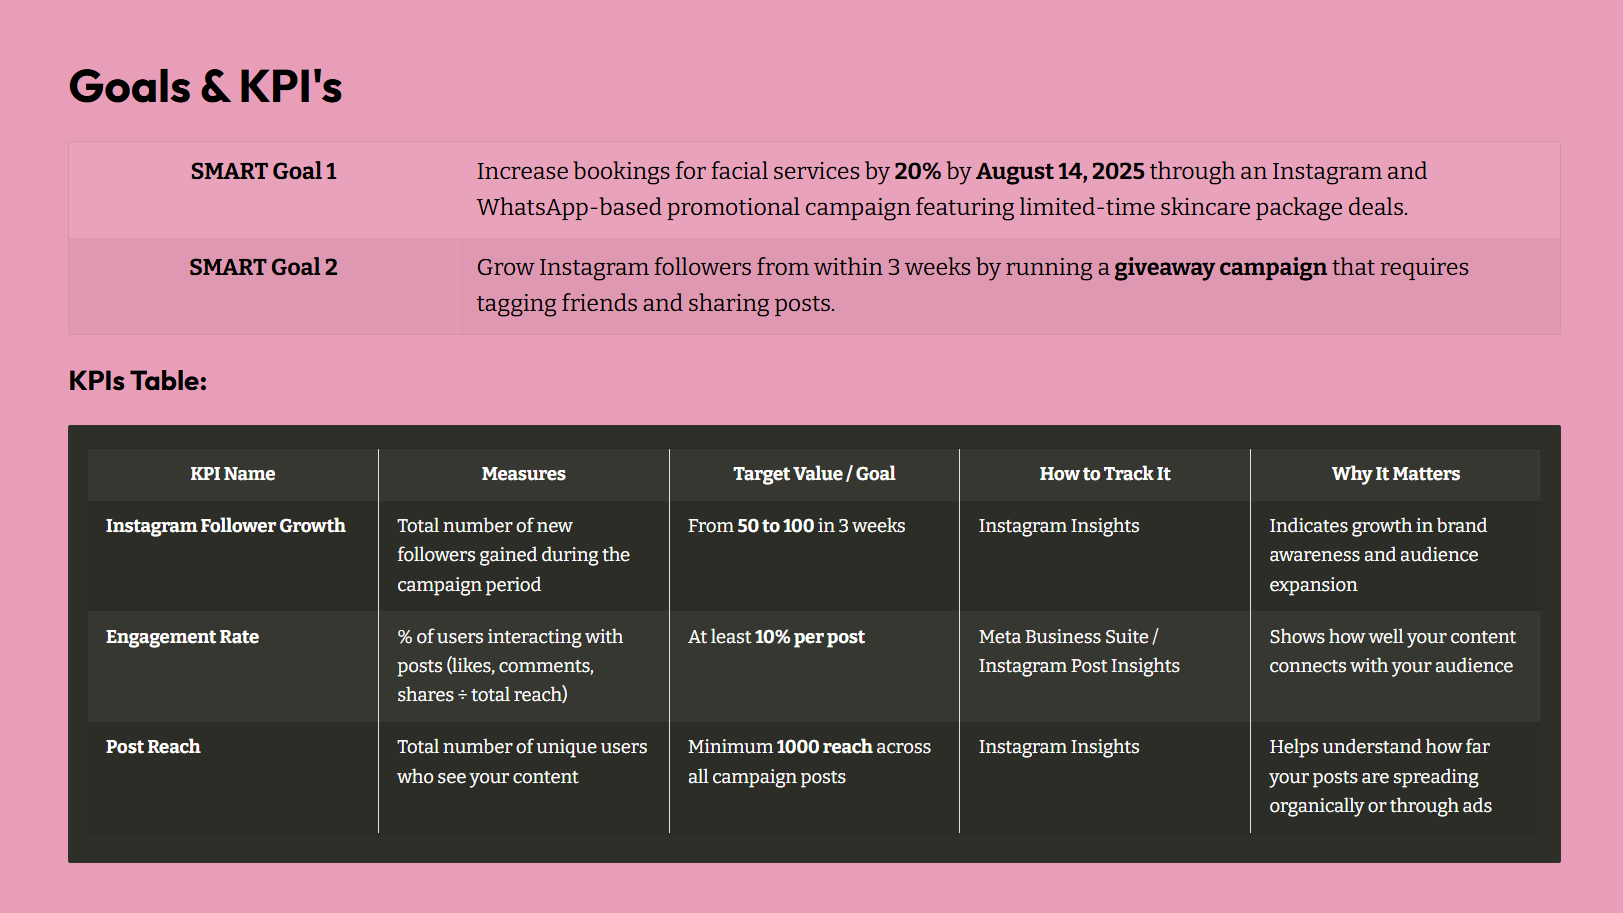 Goals & KPI's
SMART Goal 1
Increase bookings for facial services by 20% by August 14, 2025 through an Instagram and
WhatsApp-based promotional campaign featuring limited-time skincare package deals.
SMART Goal 2
Grow Instagram followers from within 3 weeks by running a giveaway campaign that requires
tagging friends and sharing posts.
KPIs Table:
KPI Name
Measures
Target Value / Goal
How to Track It
Why It Matters
Instagram Follower Growth
Total number of new
followers gained during the
campaign period
From 50 to 100 in 3 weeks
Instagram Insights
Indicates growth in brand
awareness and audience
expansion
Engagement Rate
% of users interacting with
posts (likes, comments,
shares ÷ total reach)
At least 10% per post
Meta Business Suite /
Instagram Post Insights
Shows how well your content
connects with your audience
Post Reach
Total number of unique users
who see your content
Minimum 1000 reach across
all campaign posts
Instagram Insights
Helps understand how far
your posts are spreading
organically or through ads